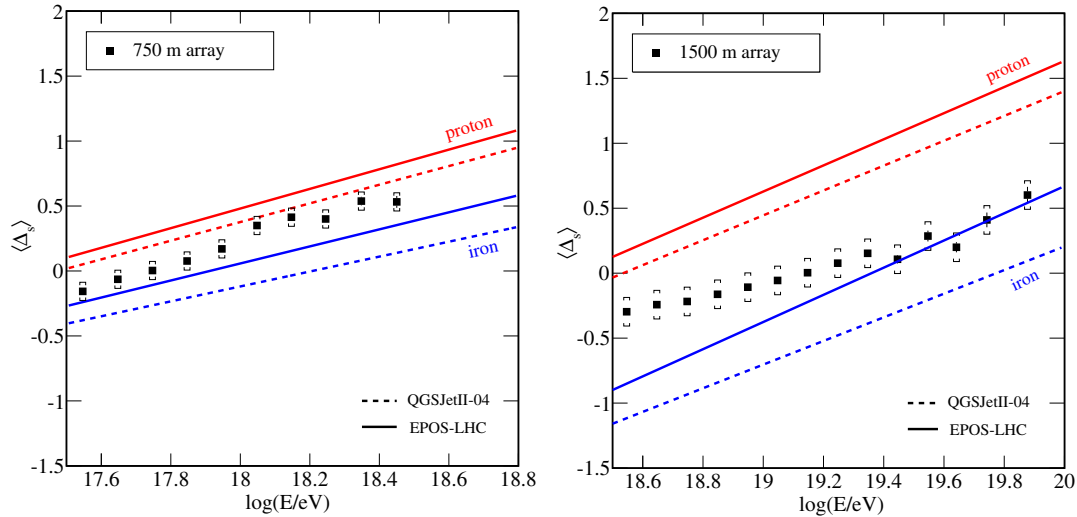 2
1.5
1
0.5
0
-0.5
-1
-1.5
⟨Δₛ⟩
750 m array
proton
iron
QGSJetII-04
EPOS-LHC
17.6 17.8 18 18.2 18.4 18.6 18.8
log(E/eV)
2
1.5
1
0.5
0
-0.5
-1
-1.5
⟨Δₛ⟩
1500 m array
proton
iron
QGSJetII-04
EPOS-LHC
18.6 18.8 19 19.2 19.4 19.6 19.8 20
log(E/eV)